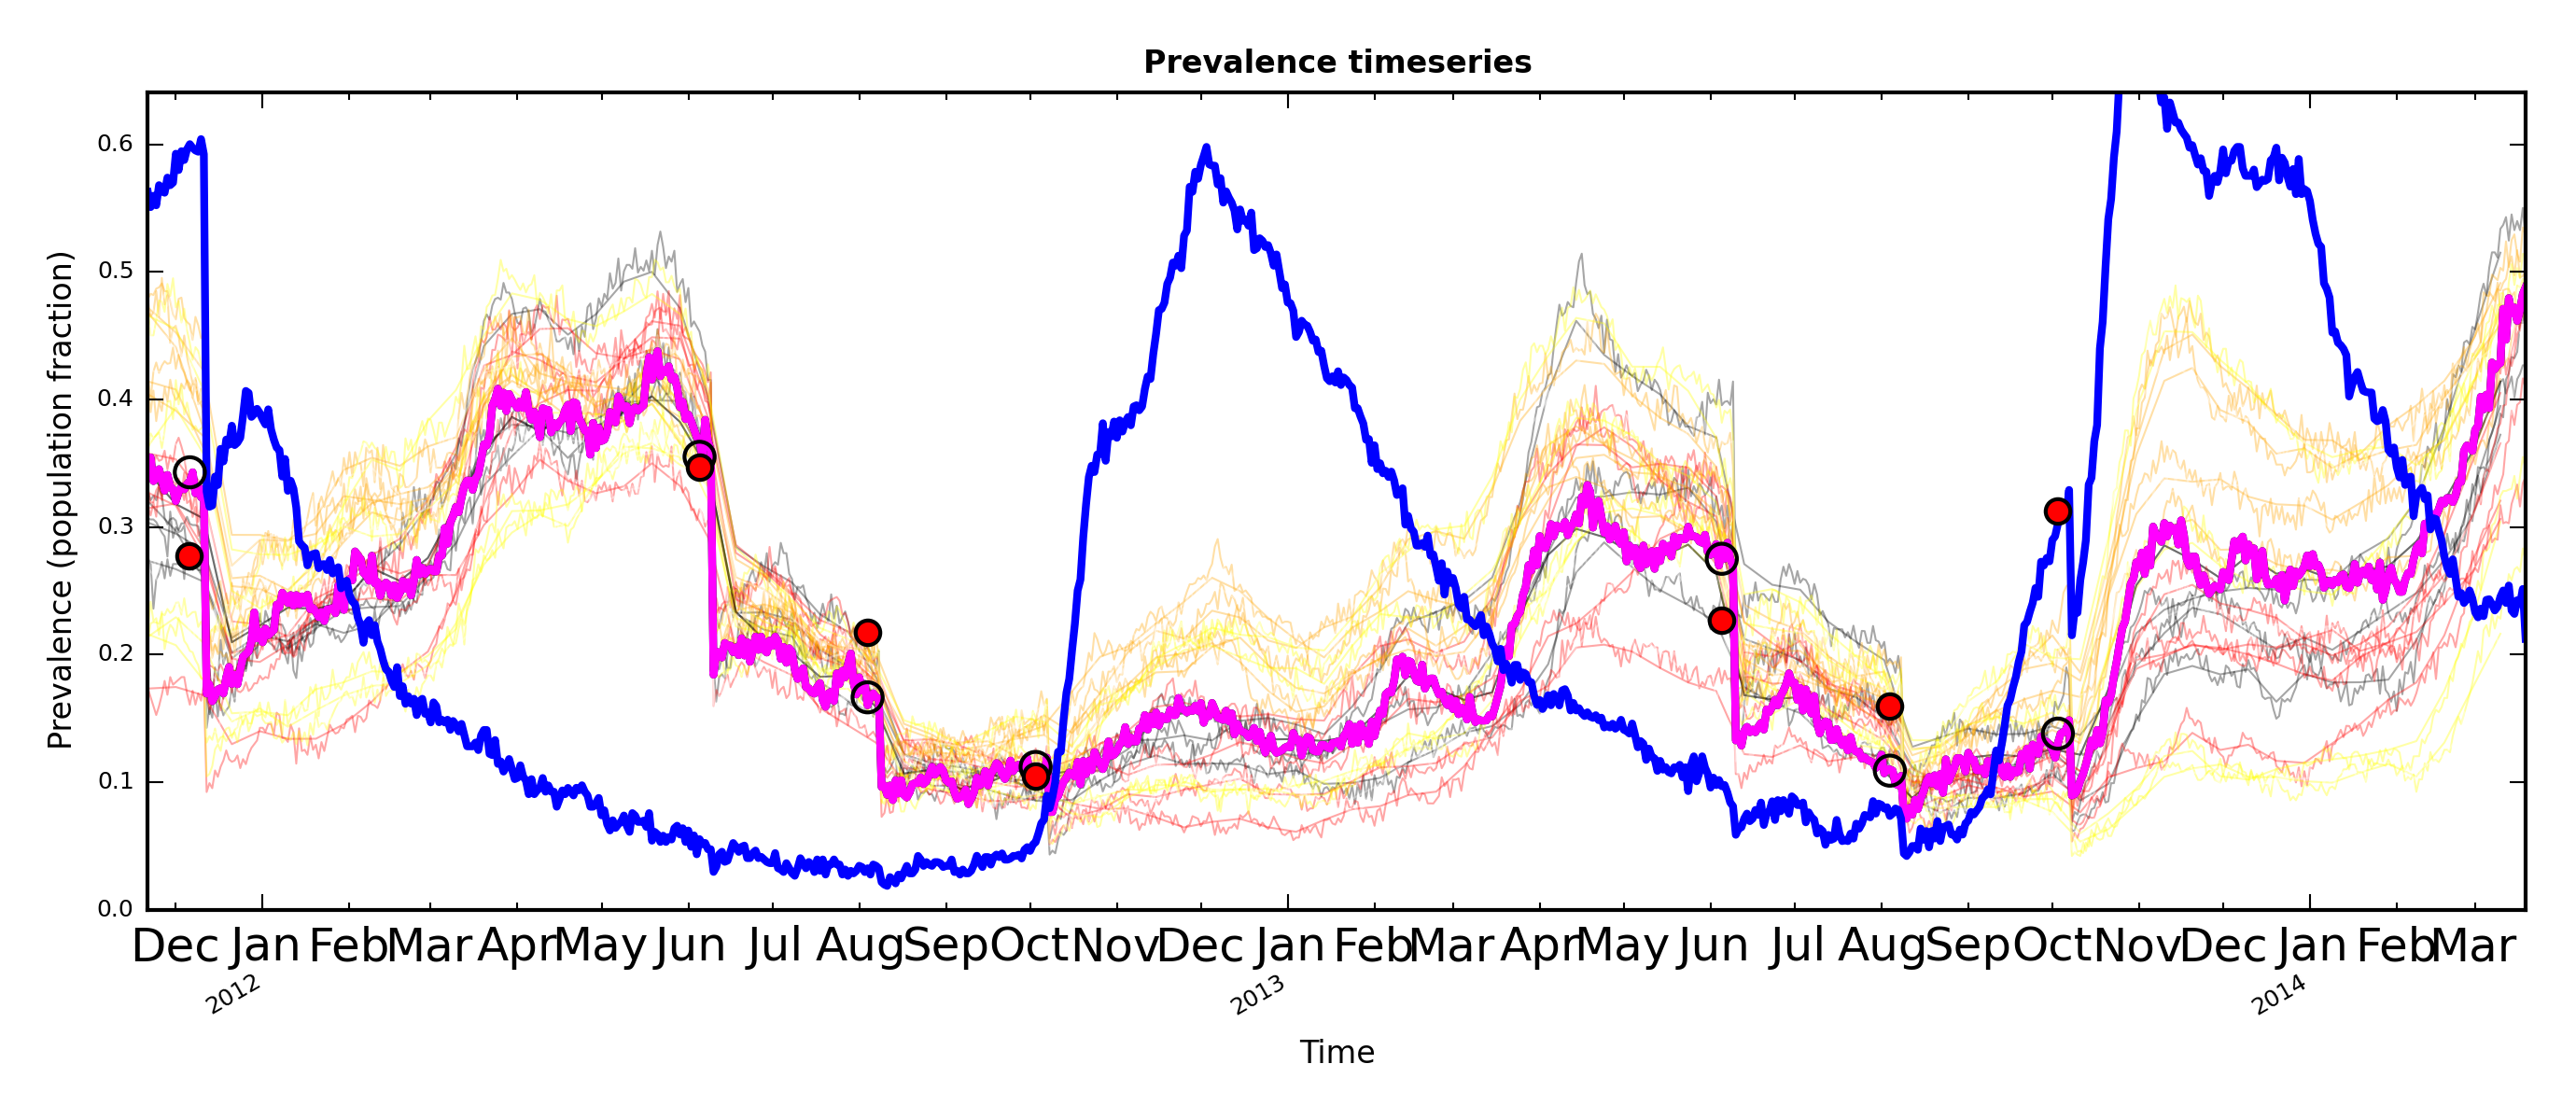 Prevalence timeseries
Prevalence (population fraction)
0.6
0.5
0.4
0.3
0.2
0.1
0.0
Dec Jan Feb Mar Apr May Jun Jul Aug Sep Oct Nov Dec Jan Feb Mar Apr May Jun Jul Aug Sep Oct Nov Dec Jan Feb Mar
2012 2013 2014
Time